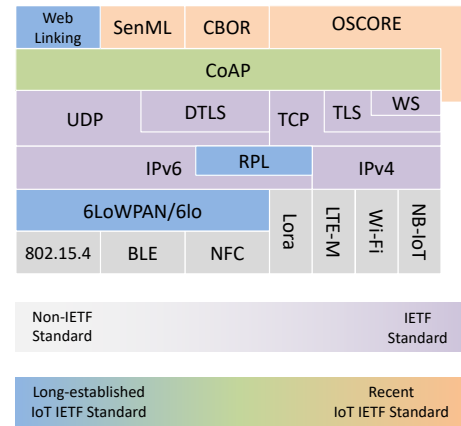 Web
Linking
SenML
CBOR
OSCORE
CoAP
UDP
DTLS
TCP
TLS
WS
IPv6
RPL
IPv4
6LoWPAN/6lo
Lora
LTE-M
Wi-Fi
NB-IoT
802.15.4
BLE
NFC
Non-IETF
Standard
IETF
Standard
Long-established
IoT IETF Standard
Recent
IoT IETF Standard